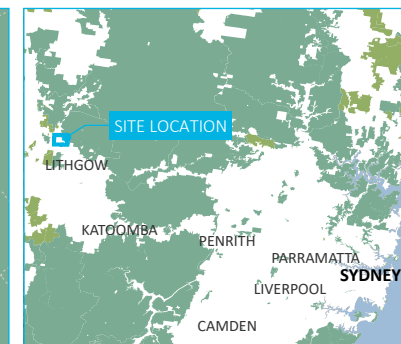 SITE LOCATION
LITHGOW
KATOOMBA
PENRITH
PARRAMATTA
SYDNEY
LIVERPOOL
CAMDEN